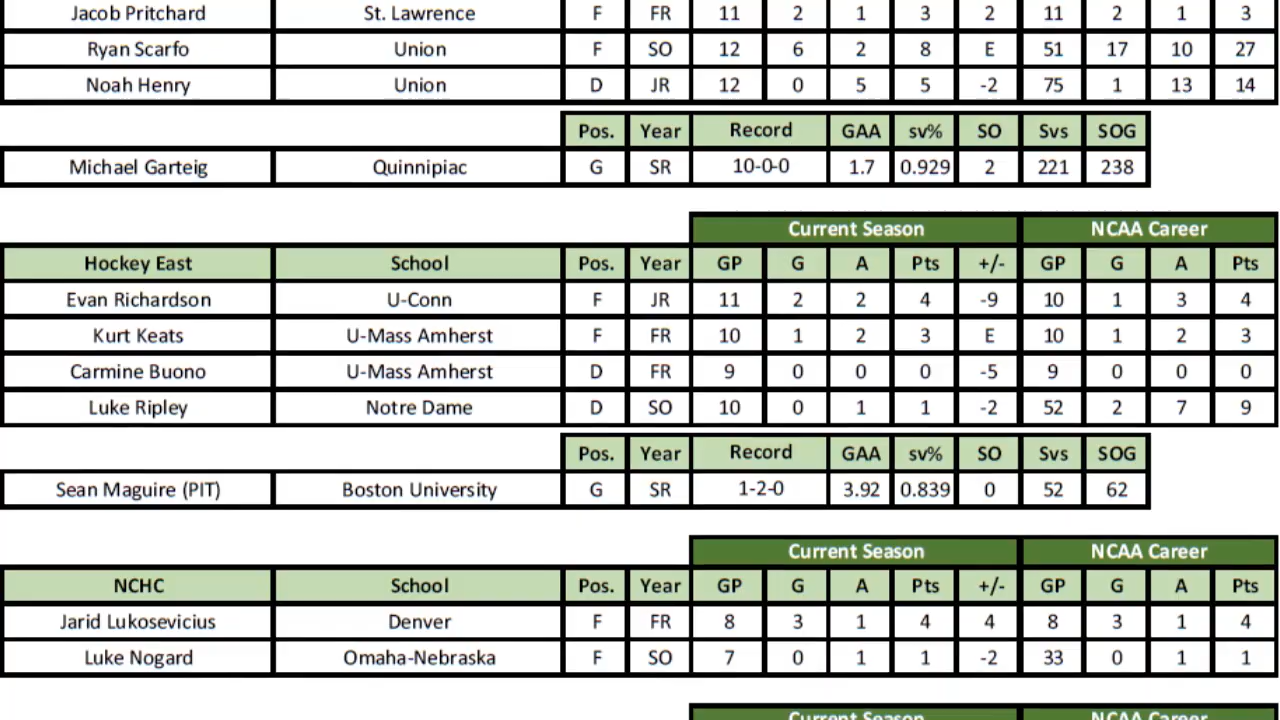 Jacob Pritchard St. Lawrence F FR 11 2 1 3 2 11 2 1 3
Ryan Scarfo Union F SO 12 6 2 8 E 51 17 10 27
Noah Henry Union D JR 12 0 5 5 -2 75 1 13 14
Pos. Year Record GAA sv% SO Svs SOG
Michael Garteig Quinnipiac G SR 10-0-0 1.7 0.929 2 221 238
Current Season NCAA Career
Hockey East School Pos. Year GP G A Pts +/- GP G A Pts
Evan Richardson U-Conn F JR 11 2 2 4 -9 10 1 3 4
Kurt Keats U-Mass Amherst F FR 10 1 2 3 E 10 1 2 3
Carmine Buono U-Mass Amherst D FR 9 0 0 0 -5 9 0 0 0
Luke Ripley Notre Dame D SO 10 0 1 1 -2 52 2 7 9
Pos. Year Record GAA sv% SO Svs SOG
Sean Maguire (PIT) Boston University G SR 1-2-0 3.92 0.839 0 52 62
Current Season NCAA Career
NCHC School Pos. Year GP G A Pts +/- GP G A Pts
Jarid Lukosevicius Denver F FR 8 3 1 4 4 8 3 1 4
Luke Nogard Omaha-Nebraska F SO 7 0 1 1 -2 33 0 1 1
Current Season NCAA Career